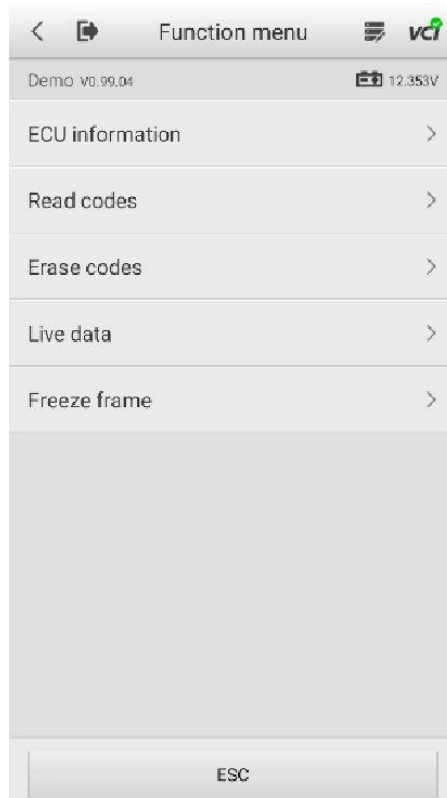 Function menu
VCI
Demo V0.99.04
12.353V
ECU information
Read codes
Erase codes
Live data
Freeze frame
ESC